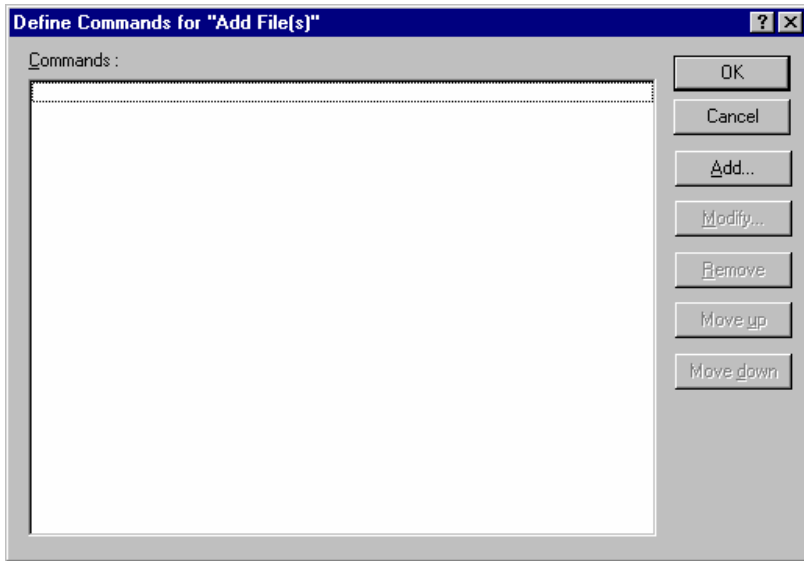 Define Commands for "Add File(s)"
Commands :
OK
Cancel
Add...
Modify...
Remove
Move up
Move down